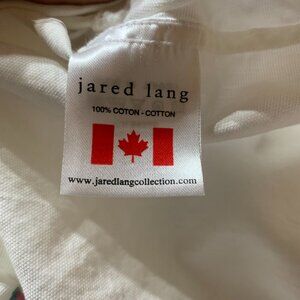 jared lang
100% COTON - COTTON
www.jaredlangcollection.com